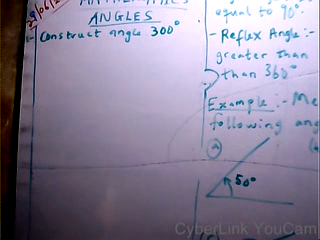 MATHEMATICS
ANGLES
- Construct angle 300°
equal to 90°.
- Reflex Angle:-
greater than
than 360°
Example:- Me
following ang
(a)
50°
CyberLink YouCam